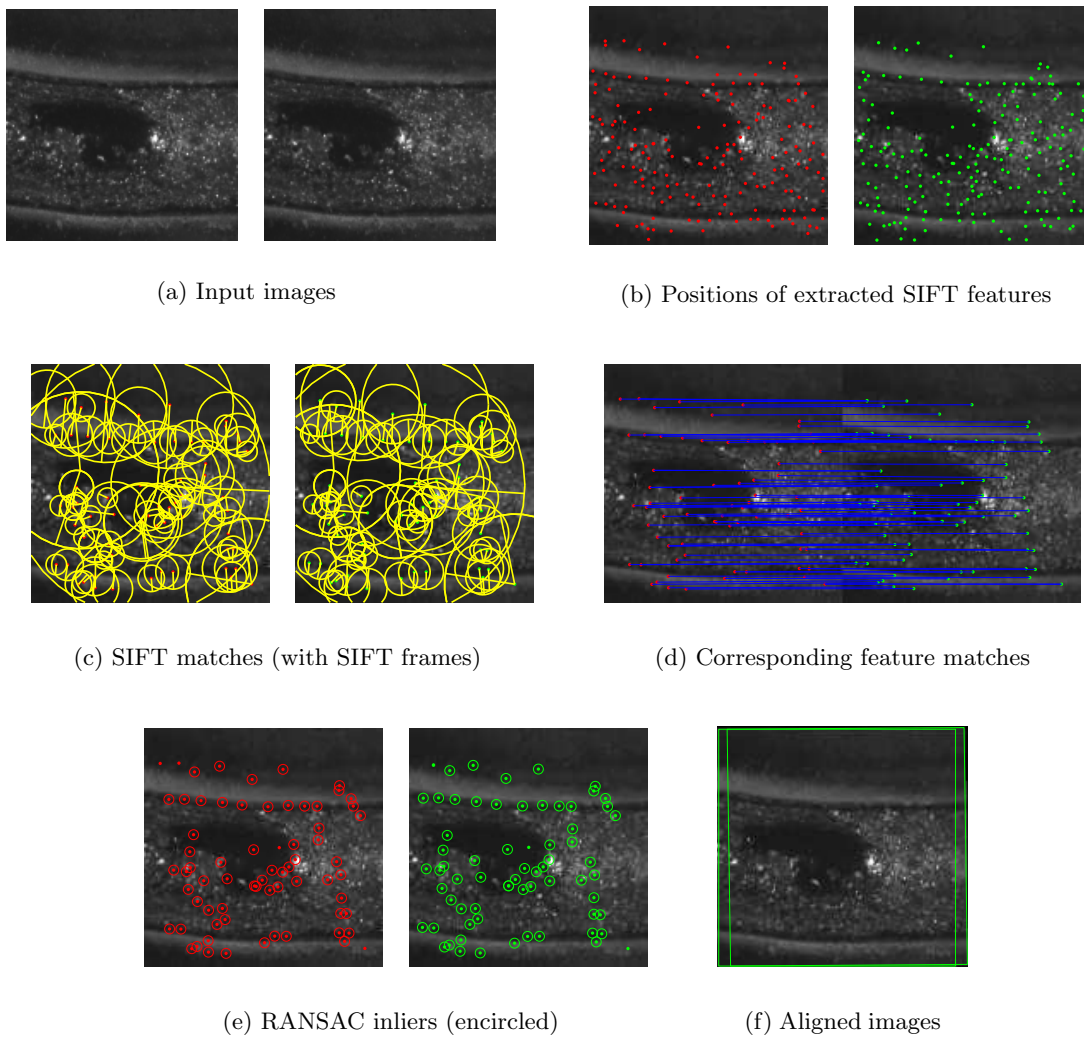 (a) Input images
(b) Positions of extracted SIFT features
(c) SIFT matches (with SIFT frames)
(d) Corresponding feature matches
(e) RANSAC inliers (encircled)
(f) Aligned images